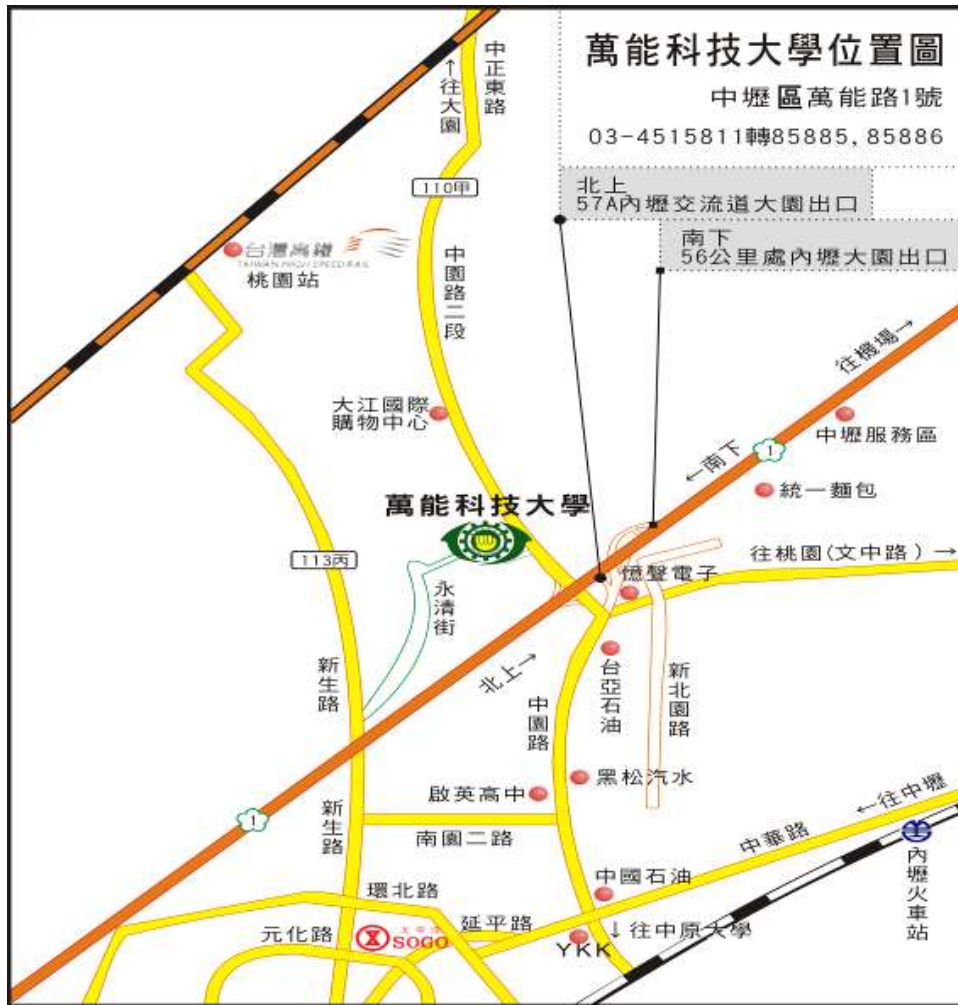 萬能科技大學位置圖
中壢區萬能路1號
03-4515811轉85885, 85886
北上
57A內壢交流道大園出口
南下
56公里處內壢大園出口
中正東路
↑往大園
110甲
台灣高鐵
TAIWAN HIGH SPEED RAIL
桃園站
中園路二段
往機場→
大江國際
購物中心
中壢服務區
1
←南下
統一麵包
萬能科技大學
113丙
往桃園(文中路) →
憶聲電子
永清街
北上→
新生路
中園路
台亞石油
新北園路
黑松汽水
啟英高中
1
新生路
南園二路
←往中壢
中華路
內壢火車站
中國石油
環北路
延平路
元化路
SOGO
↓往中原大學
YKK